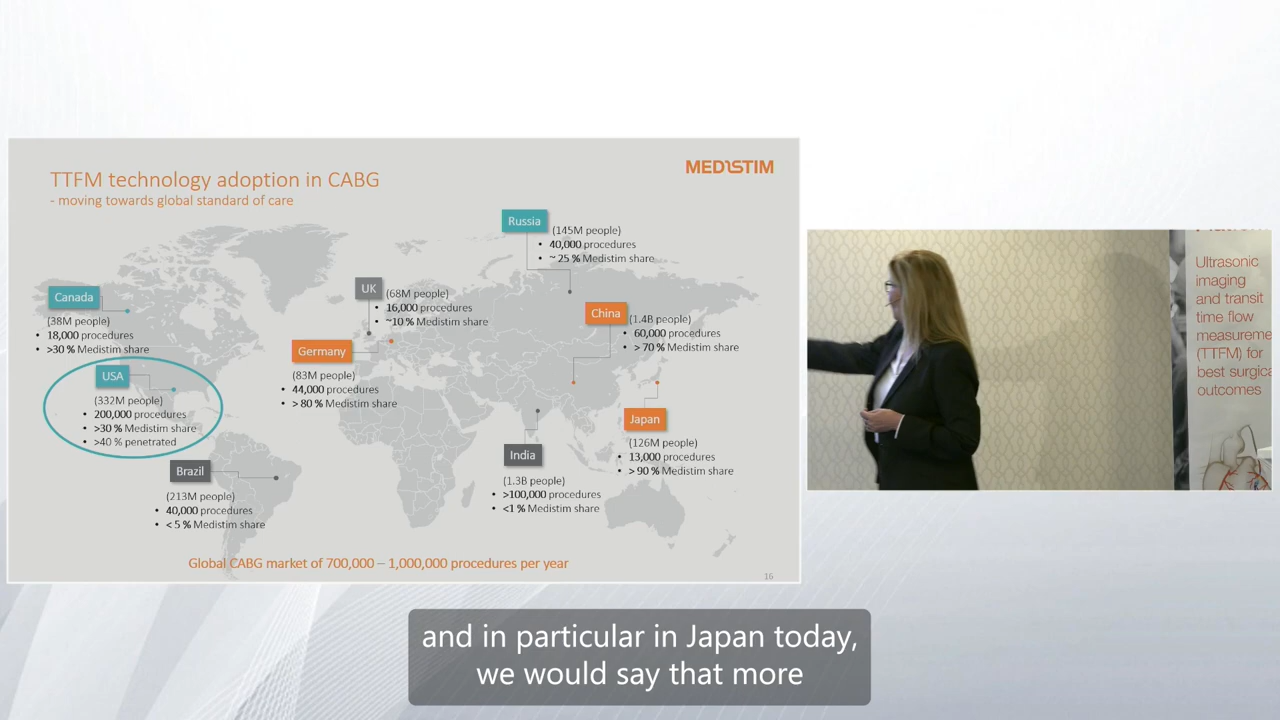 TTFM technology adoption in CABG
- moving towards global standard of care
MEDISTIM
Russia
(145M people)
• 40,000 procedures
• ~ 25 % Medistim share
Canada
(38M people)
• 18,000 procedures
• >30 % Medistim share
UK
(68M people)
• 16,000 procedures
• ~10 % Medistim share
China
(1.4B people)
• 60,000 procedures
• > 70 % Medistim share
Germany
(83M people)
• 44,000 procedures
• > 80 % Medistim share
USA
(332M people)
• 200,000 procedures
• >30 % Medistim share
• >40 % penetrated
Japan
(126M people)
• 13,000 procedures
• > 90 % Medistim share
Brazil
(213M people)
• 40,000 procedures
• < 5 % Medistim share
India
(1.3B people)
• >100,000 procedures
• <1 % Medistim share
Global CABG market of 700,000 – 1,000,000 procedures per year
16
Ultrasonic
imaging
and transit
time flow
measureme
(TTFM) for
best surgica
outcomes
and in particular in Japan today,
we would say that more